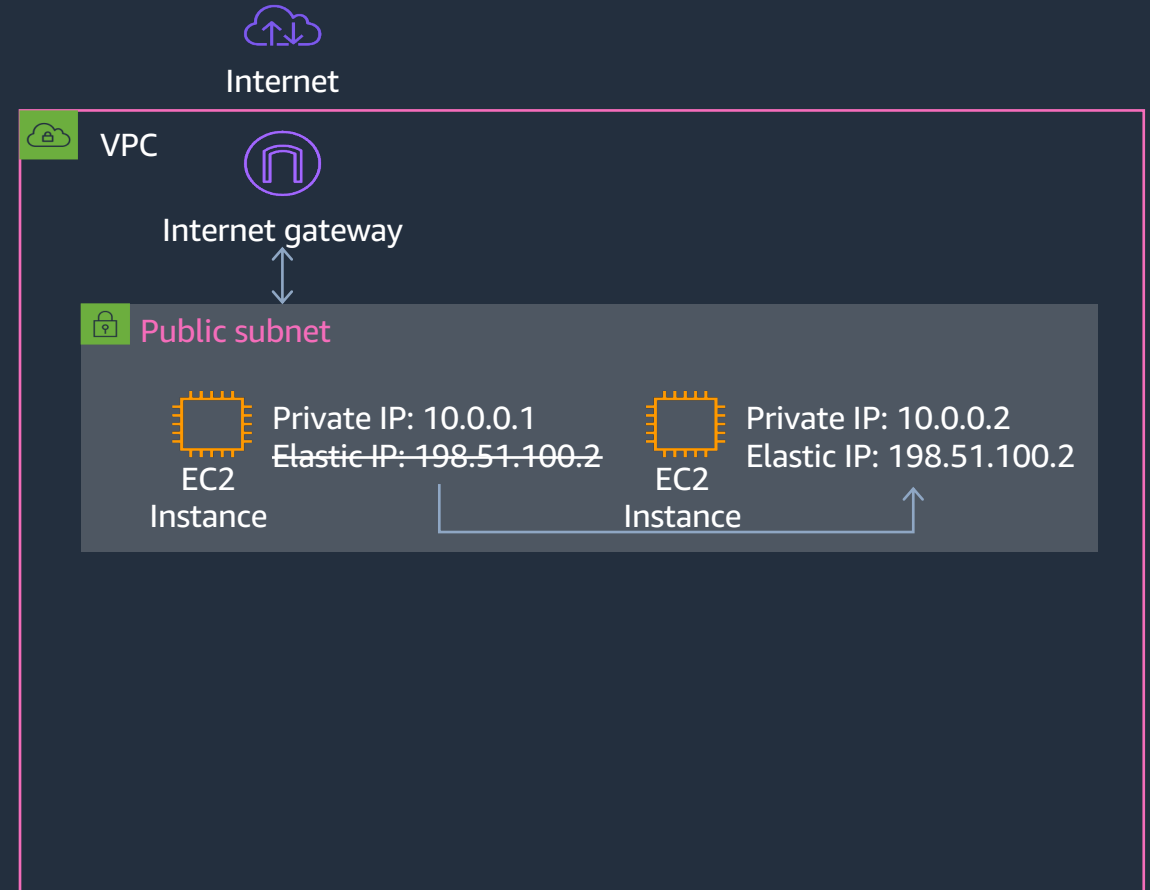 Internet
VPC
Internet gateway
Public subnet
Private IP: 10.0.0.1
Elastic IP: 198.51.100.2
EC2
Instance
Private IP: 10.0.0.2
Elastic IP: 198.51.100.2
EC2
Instance